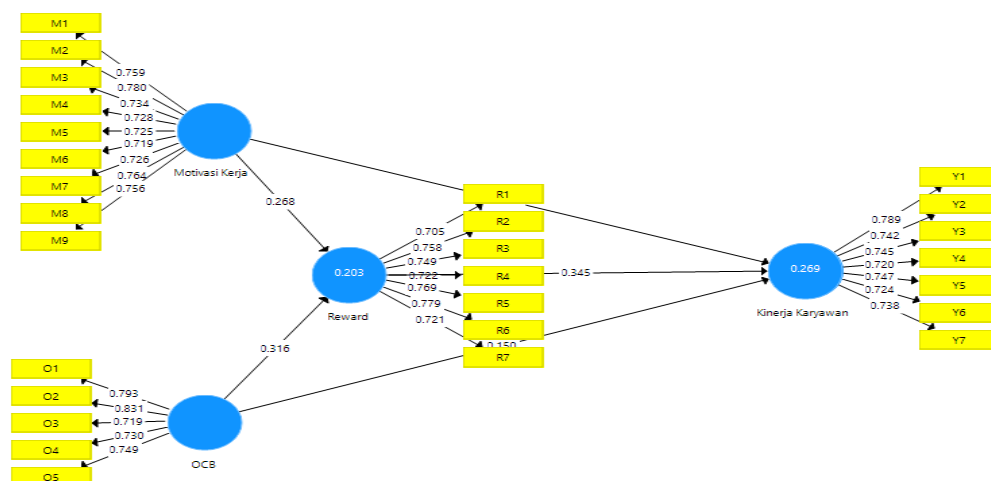 M1
M2
M3
M4
M5
M6
M7
M8
M9
0.759
0.780
0.734
0.728
0.725
0.719
0.726
0.764
0.756
Motivasi Kerja
0.268
0.203
Reward
0.316
O1
O2
O3
O4
O5
0.793
0.831
0.719
0.730
0.749
OCB
0.705
0.758
0.749
0.722
0.769
0.779
0.721
R1
R2
R3
R4
R5
R6
R7
0.345
0.150
0.269
Kinerja Karyawan
0.789
0.742
0.745
0.720
0.747
0.724
0.738
Y1
Y2
Y3
Y4
Y5
Y6
Y7